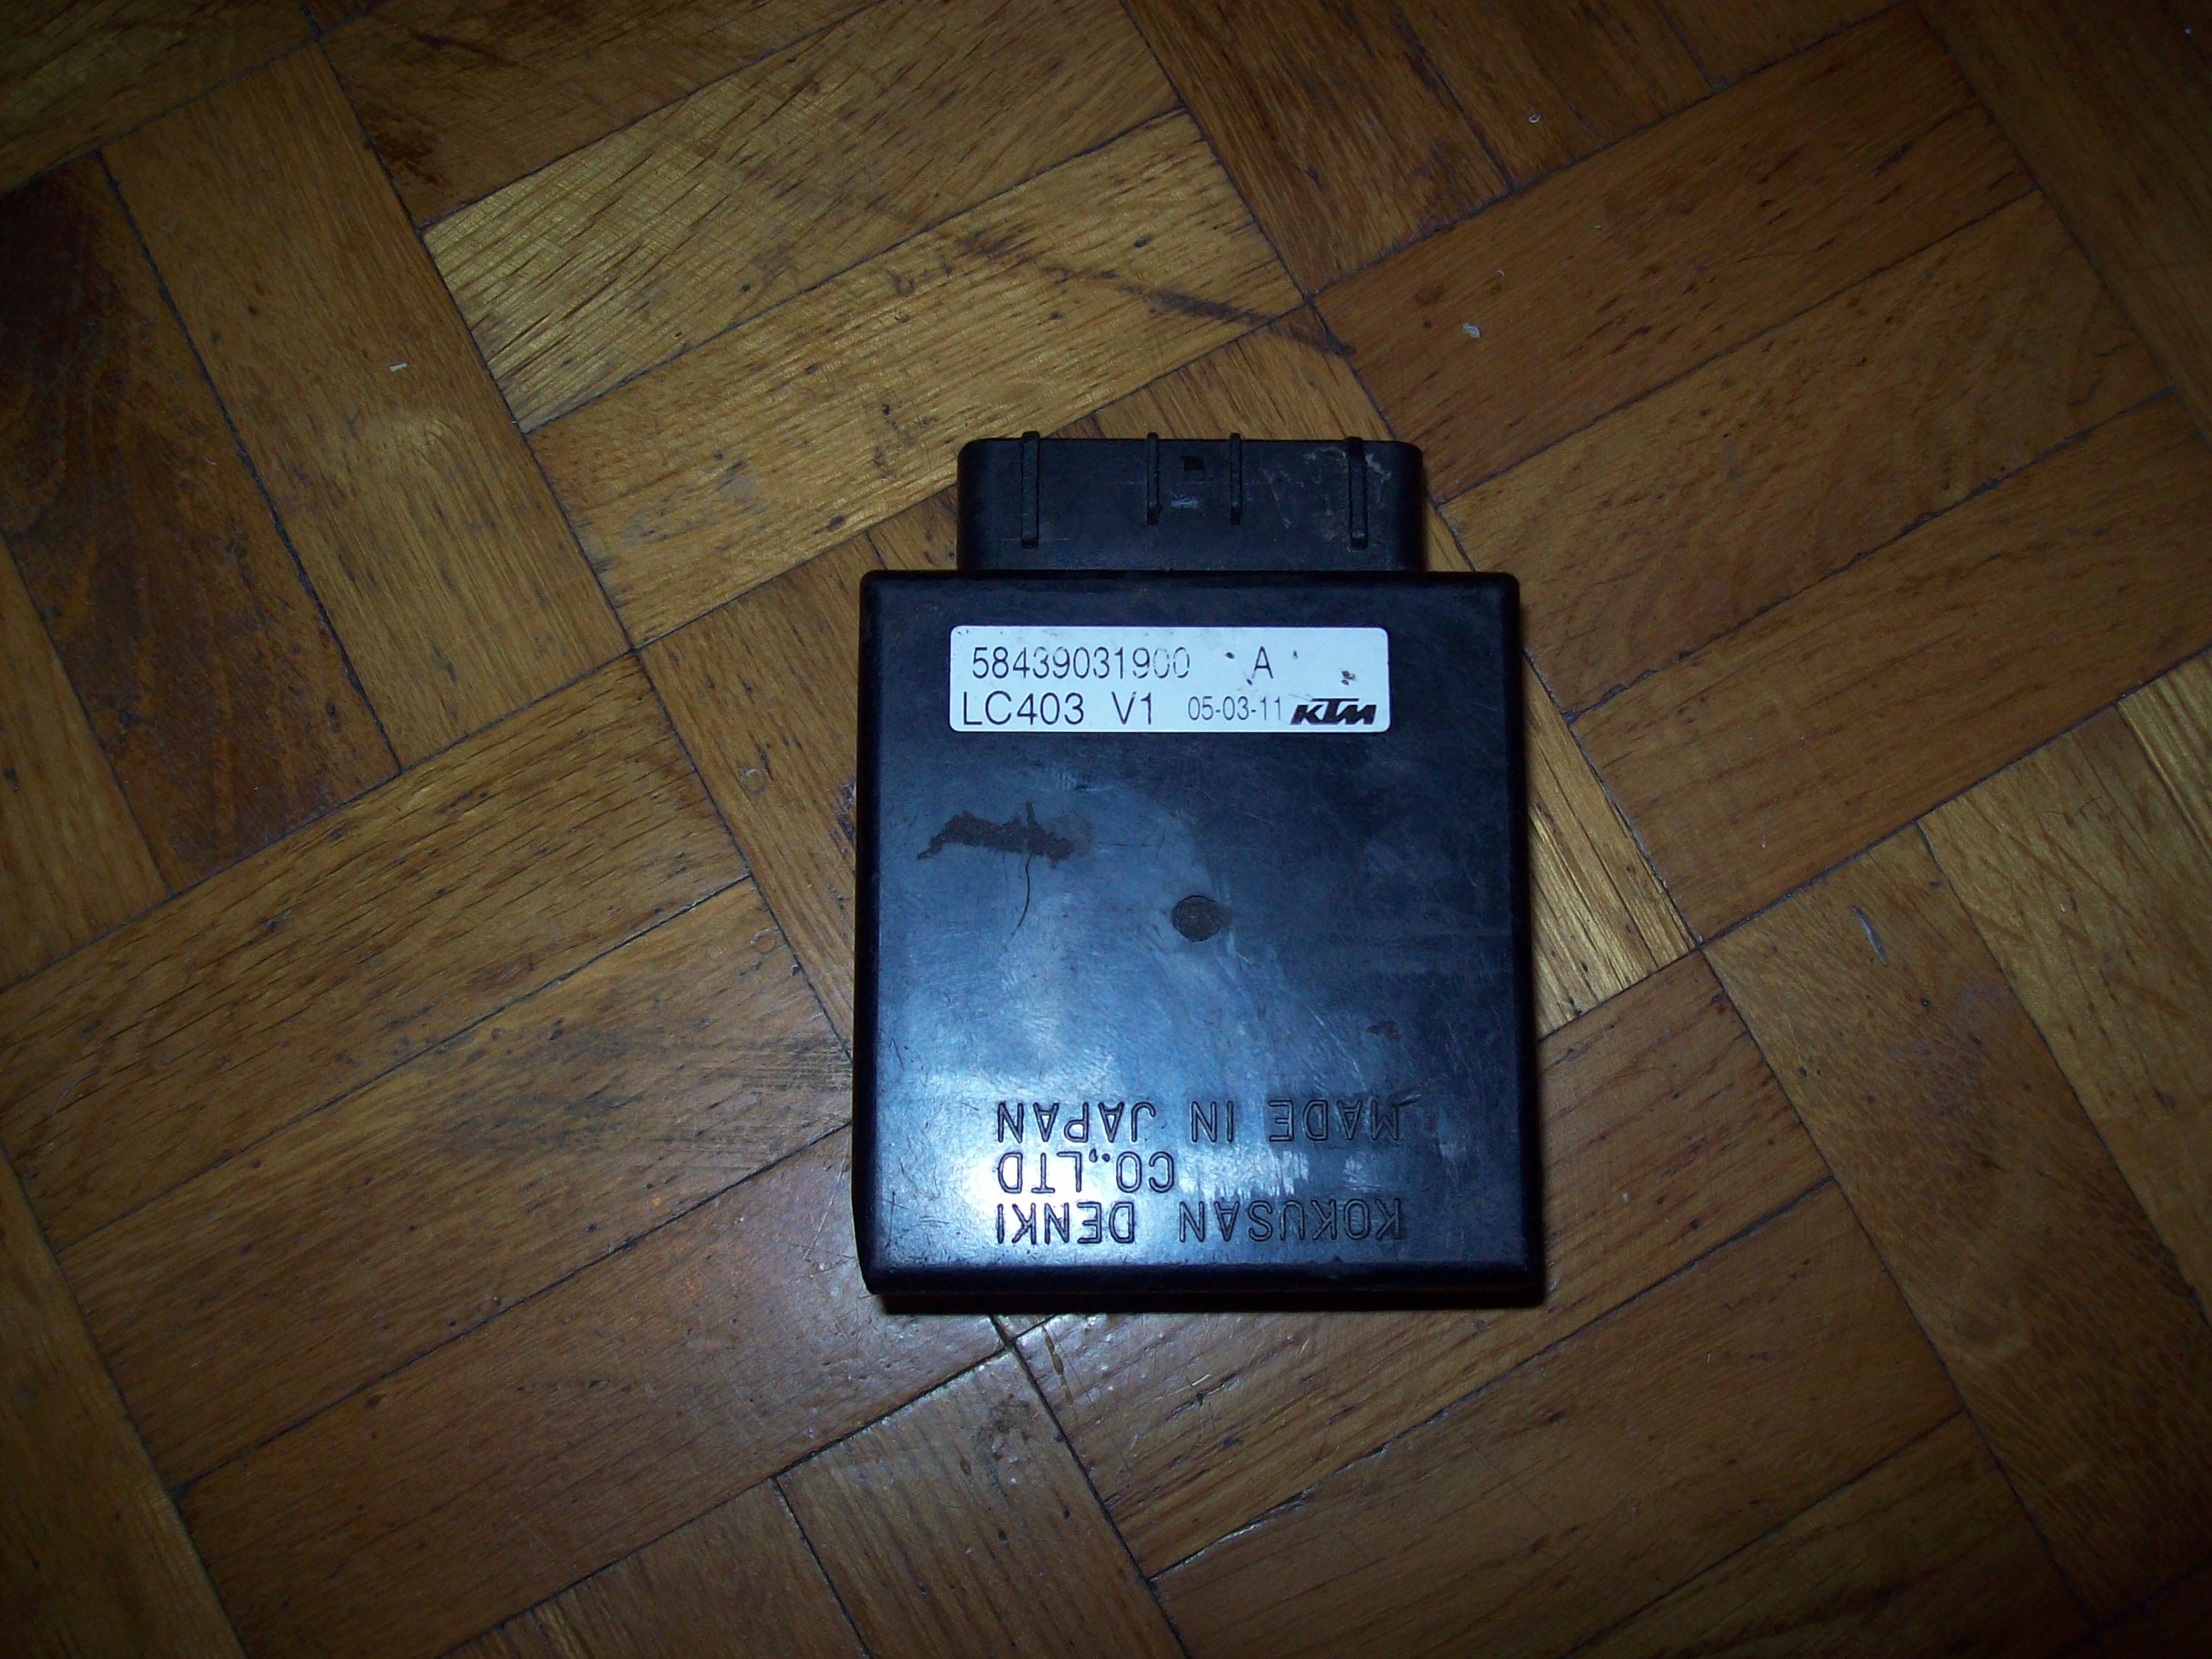 58439031900 A
LC403 V1 05-03-11 KTM
KOKUSAN DENKI
CO.,LTD
MADE IN JAPAN